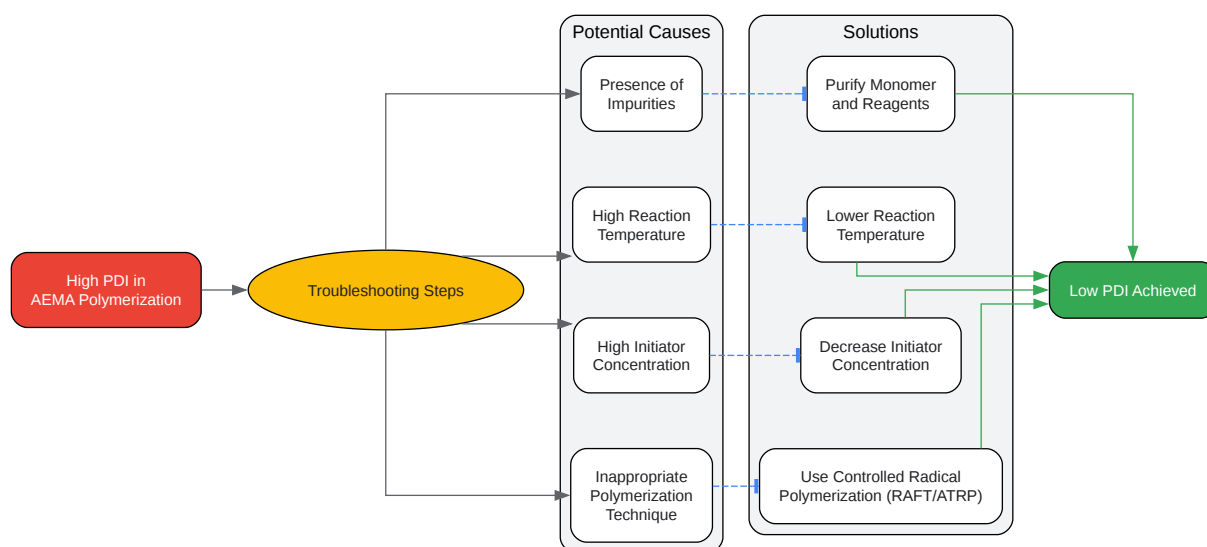 High PDI in
AEMA Polymerization
Troubleshooting Steps
Potential Causes
Presence of
Impurities
High Reaction
Temperature
High Initiator
Concentration
Inappropriate
Polymerization
Technique
Solutions
Purify Monomer
and Reagents
Lower Reaction
Temperature
Decrease Initiator
Concentration
Use Controlled Radical
Polymerization (RAFT/ATRP)
Low PDI Achieved